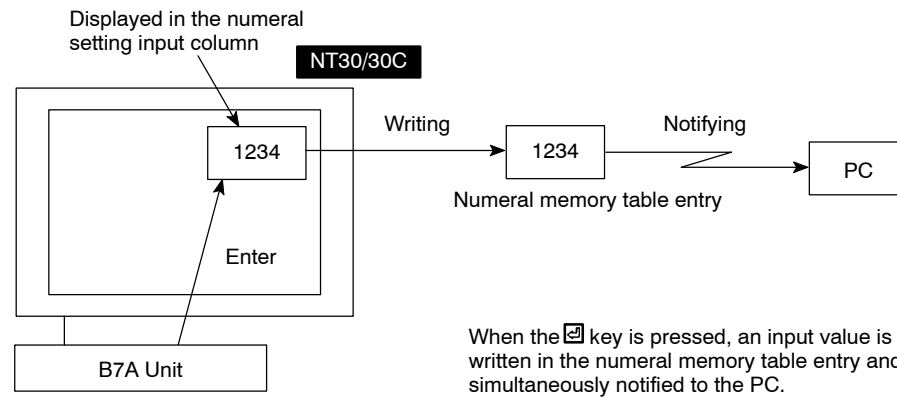 Displayed in the numeral
setting input column
NT30/30C
1234
Writing
1234
Notifying
PC
Numeral memory table entry
Enter
B7A Unit
When the key is pressed, an input value is
written in the numeral memory table entry and
simultaneously notified to the PC.